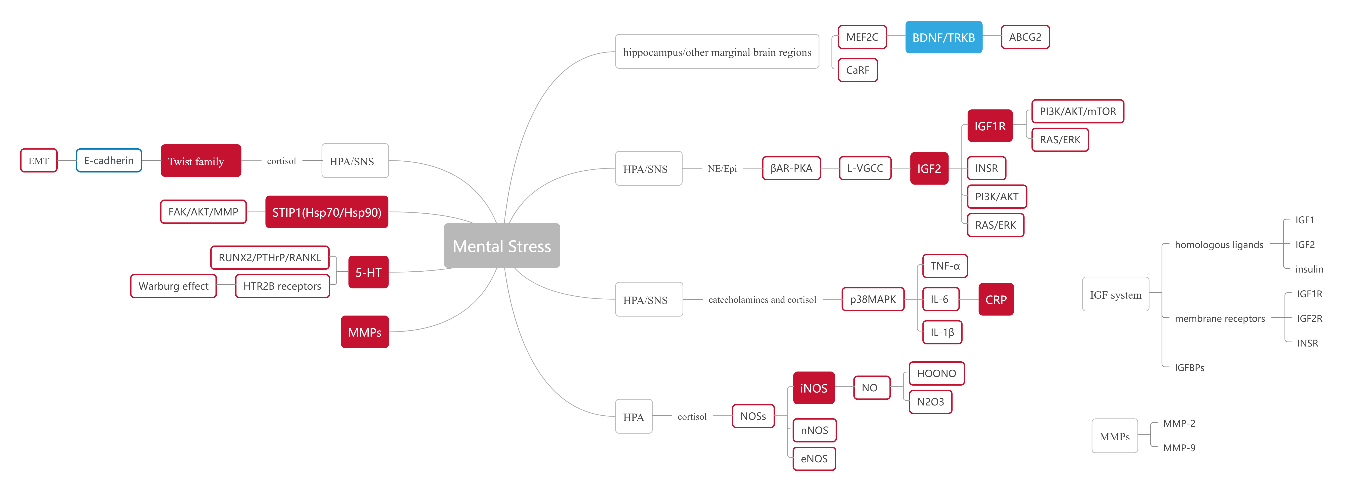 Mental Stress
hippocampus/other marginal brain regions
MEF2C
BDNF/TRKB
ABCG2
CaRF
HPA/SNS
NE/Epi
βAR-PKA
L-VGCC
IGF2
IGF1R
PI3K/AKT/mTOR
RAS/ERK
INSR
PI3K/AKT
RAS/ERK
HPA/SNS
catecholamines and cortisol
p38MAPK
TNF-α
IL-6
CRP
IL-1β
HPA
cortisol
NOSs
iNOS
NO
HOONO
N2O3
nNOS
eNOS
HPA/SNS
cortisol
Twist family
E-cadherin
EMT
STIP1(Hsp70/Hsp90)
FAK/AKT/MMP
5-HT
RUNX2/PTHrP/RANKL
HTR2B receptors
Warburg effect
MMPs
IGF system
homologous ligands
IGF1
IGF2
insulin
membrane receptors
IGF1R
IGF2R
INSR
IGFBPs
MMPs
MMP-2
MMP-9